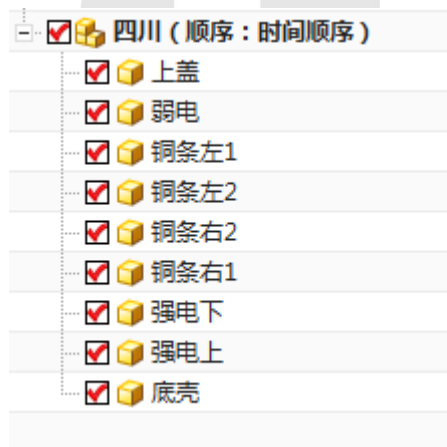 四川（顺序：时间顺序）
上盖
弱电
铜条左1
铜条左2
铜条右2
铜条右1
强电下
强电上
底壳